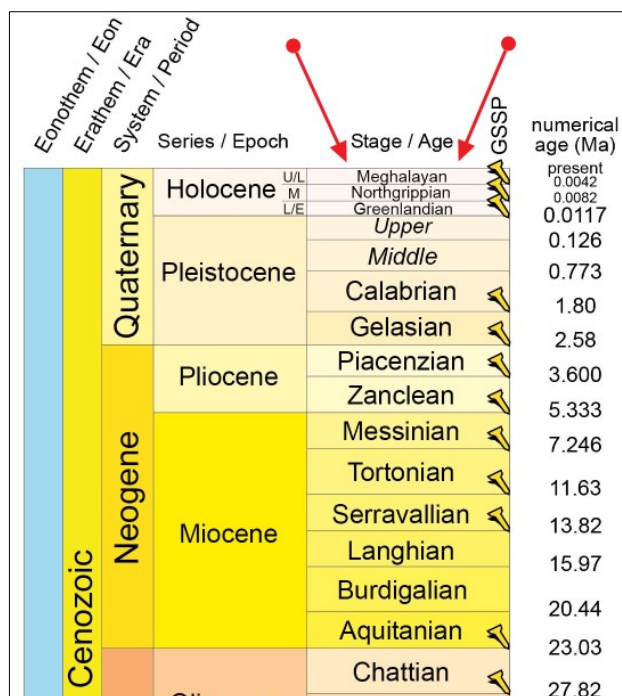 Eonothem / Eon
Erathem / Era
System / Period
Series / Epoch
Stage / Age
GSSP
numerical
age (Ma)
Cenozoic
Quaternary
Holocene
U/L
Meghalayan
M
Northgrippian
L/E
Greenlandian
Pleistocene
Upper
Middle
Calabrian
Gelasian
Neogene
Pliocene
Piacenzian
Zanclean
Miocene
Messinian
Tortonian
Serravallian
Langhian
Burdigalian
Aquitanian
Chattian
present
0.0042
0.0082
0.0117
0.126
0.773
1.80
2.58
3.600
5.333
7.246
11.63
13.82
15.97
20.44
23.03
27.82